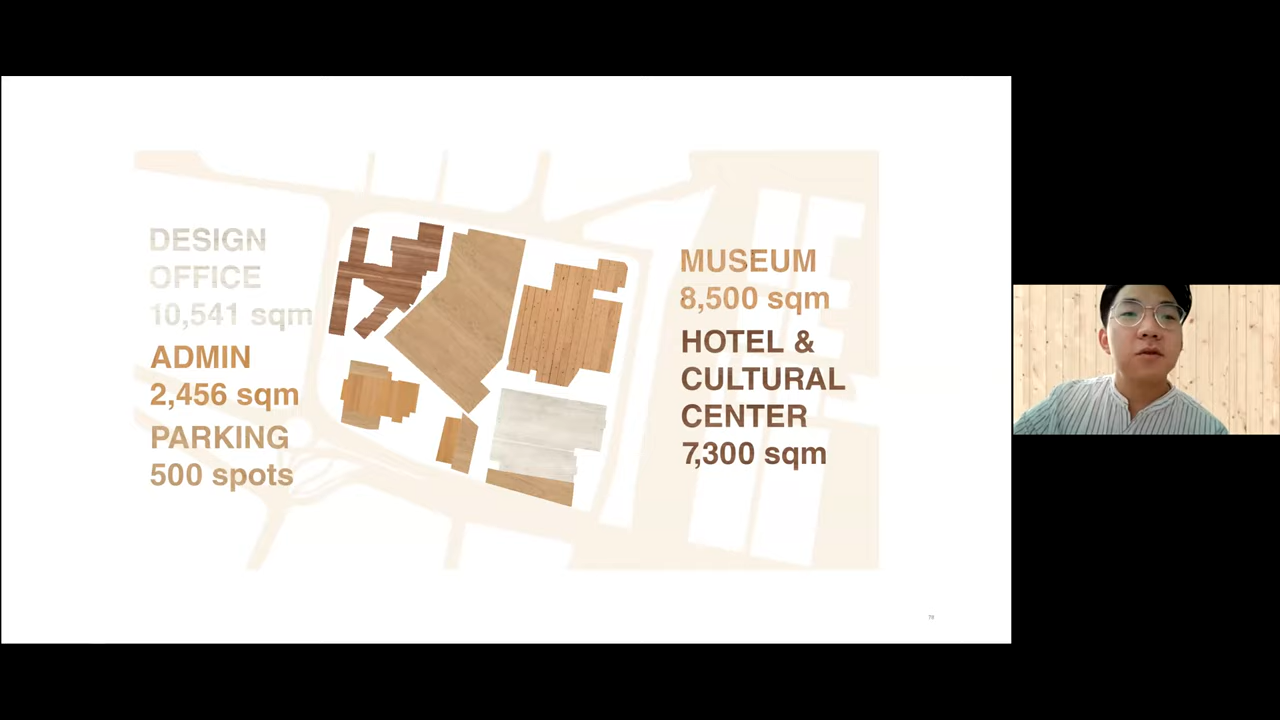 DESIGN
OFFICE
10,541 sqm
ADMIN
2,456 sqm
PARKING
500 spots
MUSEUM
8,500 sqm
HOTEL &
CULTURAL
CENTER
7,300 sqm